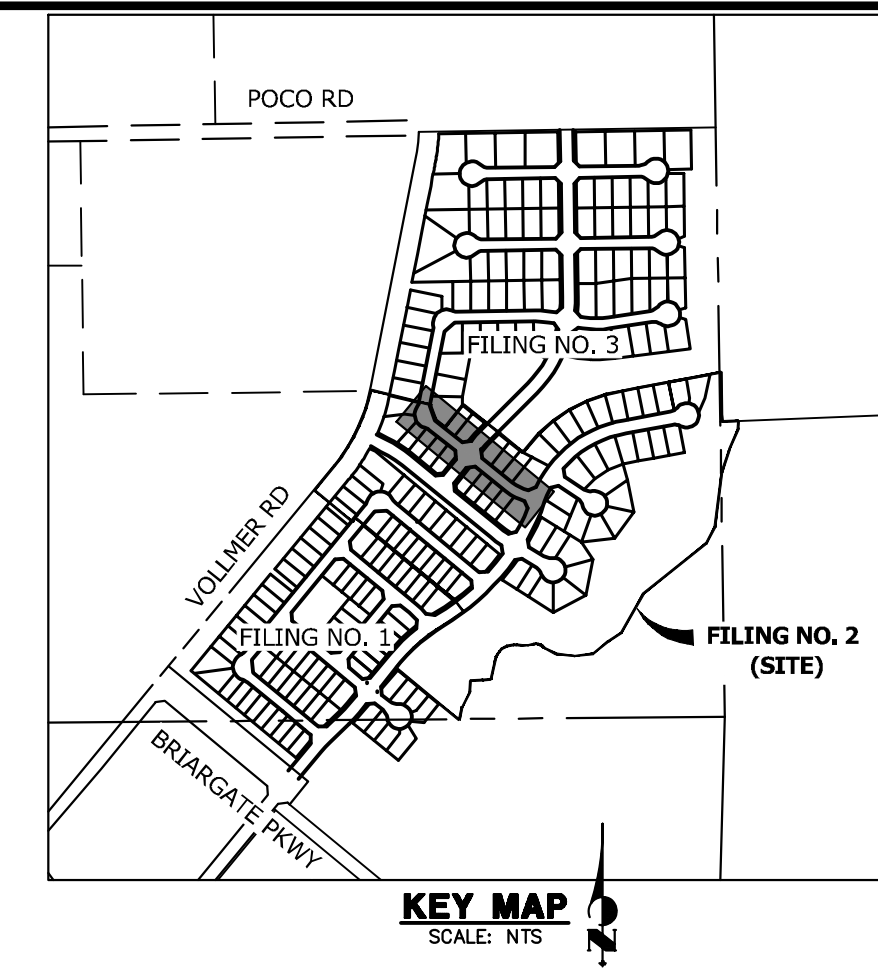 POCO RD
FILING NO. 3
VOLLMER RD
FILING NO. 1
FILING NO. 2
(SITE)
BRIARGATE PKWY
KEY MAP
SCALE: NTS
N